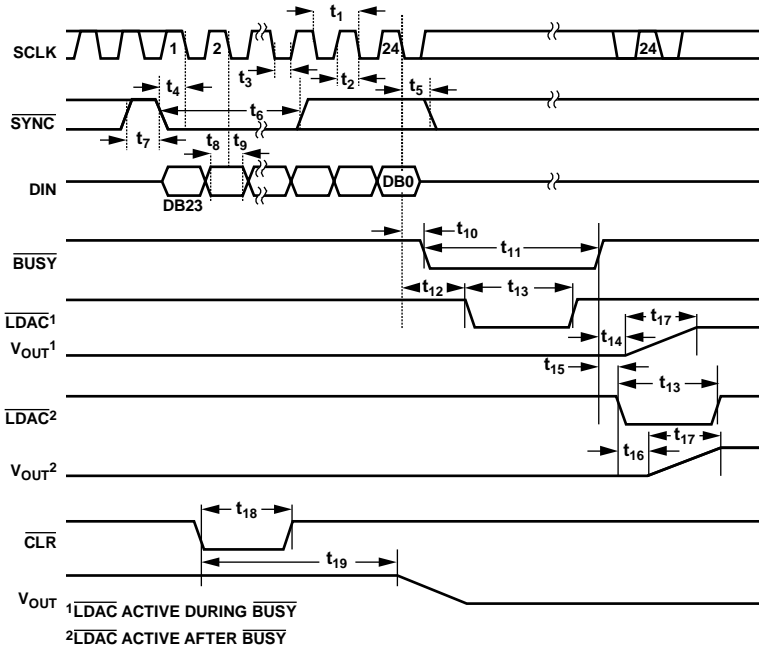 t1
SCLK 1 2 24 24
t3 t2
t4 t5
t6
SYNC
t7 t8 t9
DIN DB0
DB23
t10
t11
BUSY
t12 t13
LDAC1 t17
t14
VOUT1
t15 t13
LDAC2
t17
t16
VOUT2
t18
CLR
t19
VOUT
1LDAC ACTIVE DURING BUSY
2LDAC ACTIVE AFTER BUSY